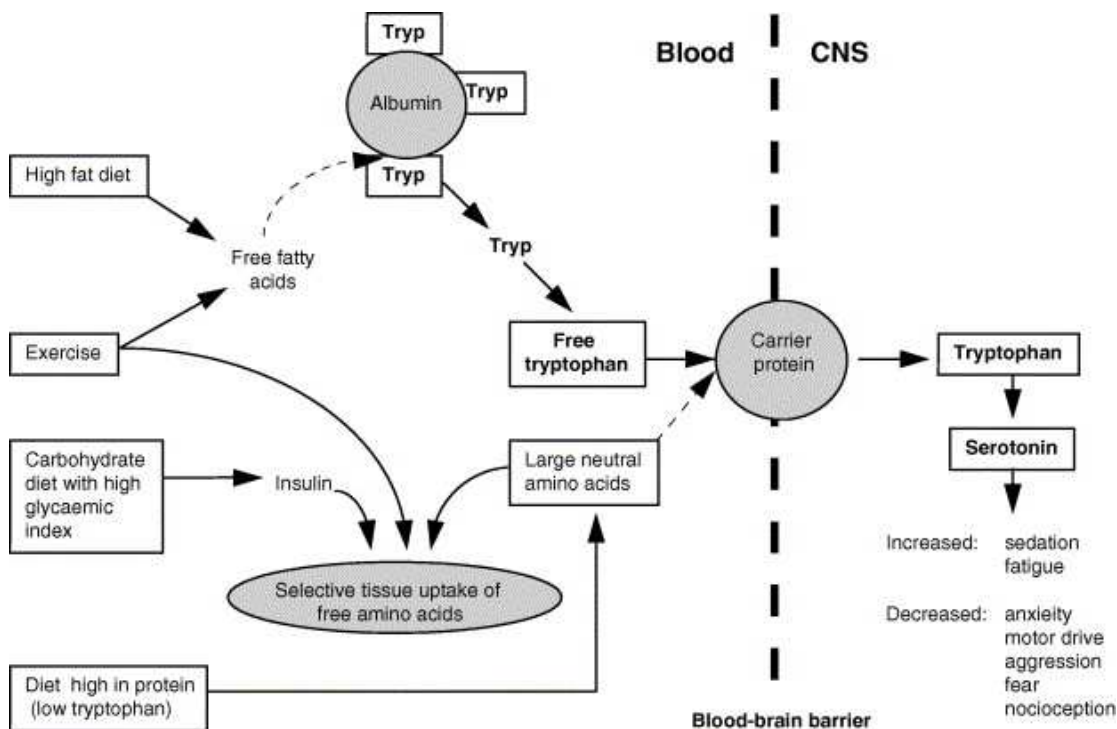 Tryp
Blood
CNS
Albumin
Tryp
High fat diet
Tryp
Tryp
Free fatty
acids
Exercise
Free
tryptophan
Carrier
protein
Tryptophan
Carbohydrate
diet with high
glycaemic
index
Insulin
Large neutral
amino acids
Serotonin
Increased: sedation
fatigue
Selective tissue uptake of
free amino acids
Decreased: anxieity
motor drive
aggression
fear
nocioception
Diet high in protein
(low tryptophan)
Blood-brain barrier